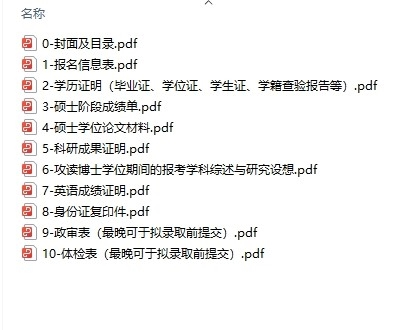 名称
0-封面及目录.pdf
1-报名信息表.pdf
2-学历证明（毕业证、学位证、学生证、学籍查验报告等）.pdf
3-硕士阶段成绩单.pdf
4-硕士学位论文材料.pdf
5-科研成果证明.pdf
6-攻读博士学位期间的报考学科综述与研究设想.pdf
7-英语成绩证明.pdf
8-身份证复印件.pdf
9-政审表（最晚可于拟录取前提交）.pdf
10-体检表（最晚可于拟录取前提交）.pdf